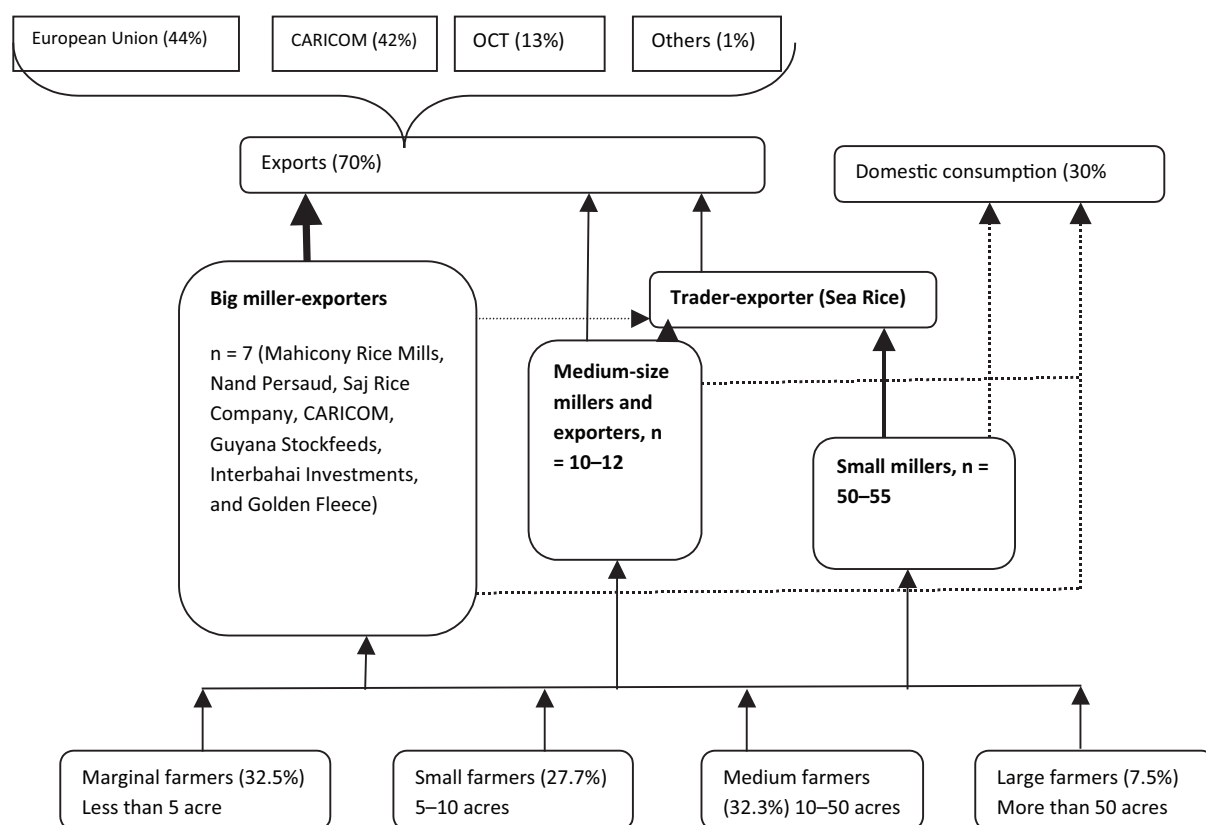 European Union (44%)
CARICOM (42%)
OCT (13%)
Others (1%)
Exports (70%)
Domestic consumption (30%
Big miller-exporters
n = 7 (Mahicony Rice Mills,
Nand Persaud, Saj Rice
Company, CARICOM,
Guyana Stockfeeds,
Interbahai Investments,
and Golden Fleece)
Trader-exporter (Sea Rice)
Medium-size
millers and
exporters, n
= 10–12
Small millers, n =
50–55
Marginal farmers (32.5%)
Less than 5 acre
Small farmers (27.7%)
5–10 acres
Medium farmers
(32.3%) 10–50 acres
Large farmers (7.5%)
More than 50 acres